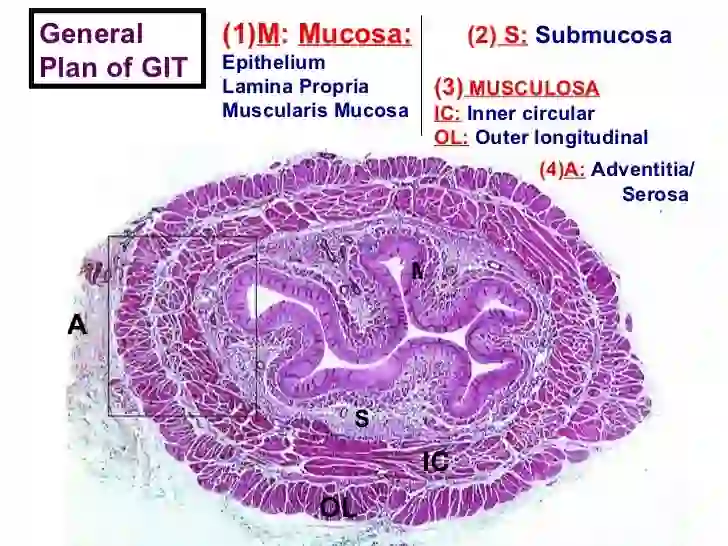 General
Plan of GIT
(1)M: Mucosa:
Epithelium
Lamina Propria
Muscularis Mucosa
(2) S: Submucosa
(3) MUSCULOSA
IC: Inner circular
OL: Outer longitudinal
(4)A: Adventitia/
Serosa
M
A
S
IC
OL